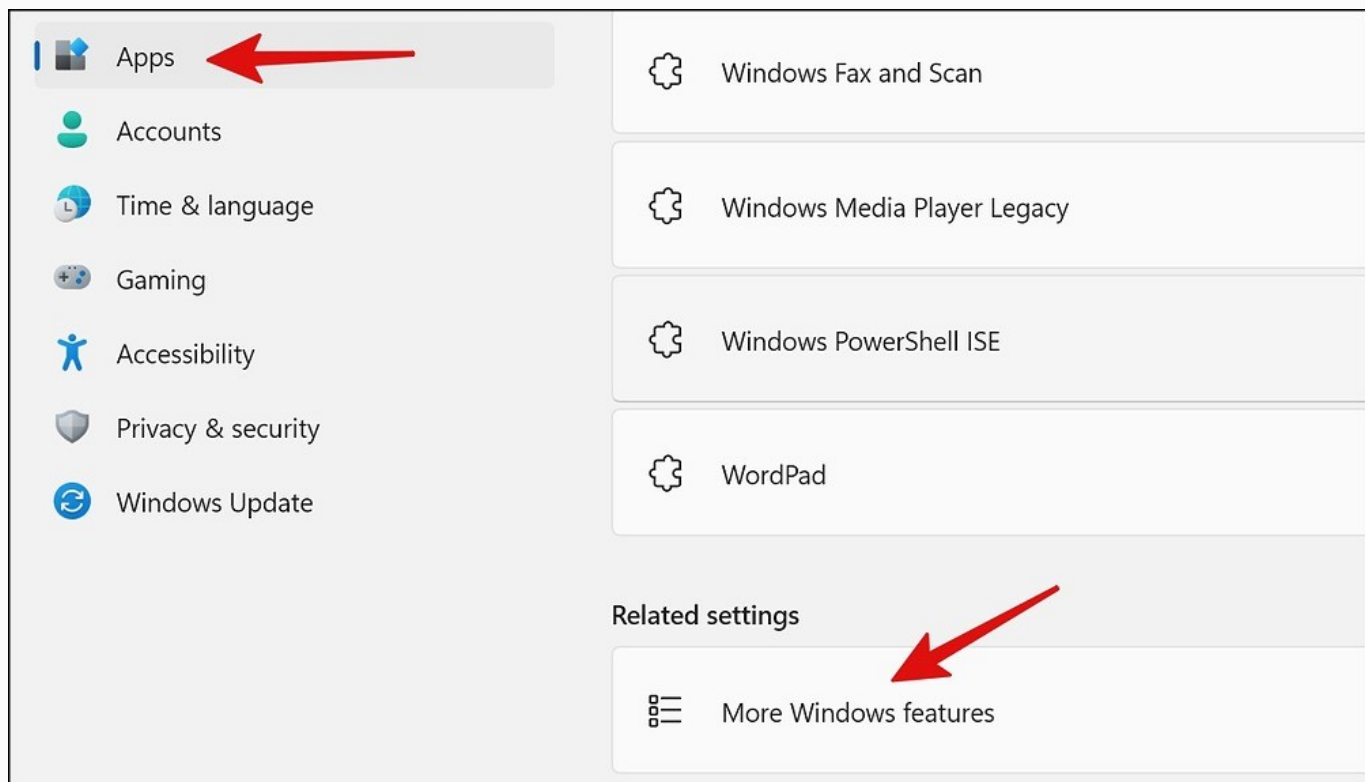 Apps
Accounts
Time & language
Gaming
Accessibility
Privacy & security
Windows Update
Windows Fax and Scan
Windows Media Player Legacy
Windows PowerShell ISE
WordPad
Related settings
More Windows features